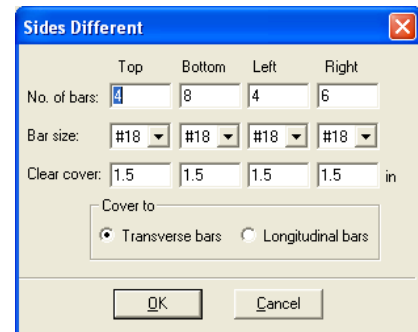 Sides Different
Top Bottom Left Right
No. of bars: 4 8 4 6
Bar size: #18 #18 #18 #18
Clear cover: 1.5 1.5 1.5 1.5 in
Cover to
Transverse bars Longitudinal bars
OK Cancel